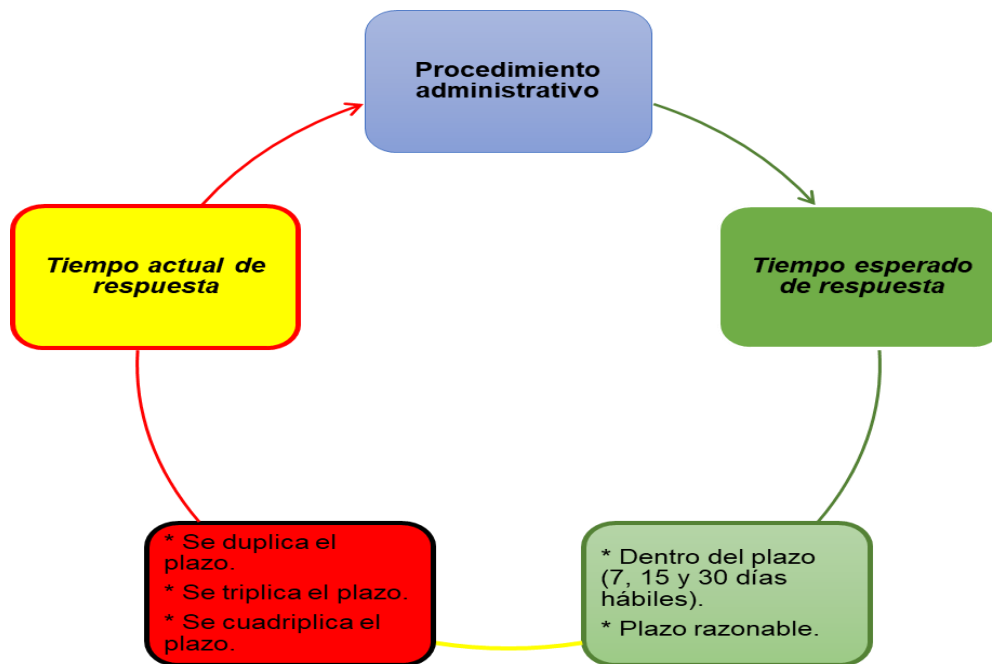 Procedimiento
administrativo
Tiempo actual de
respuesta
Tiempo esperado
de respuesta
* Se duplica el
plazo.
* Se triplica el plazo.
* Se cuadriplica el
plazo.
* Dentro del plazo
(7, 15 y 30 días
hábiles).
* Plazo razonable.